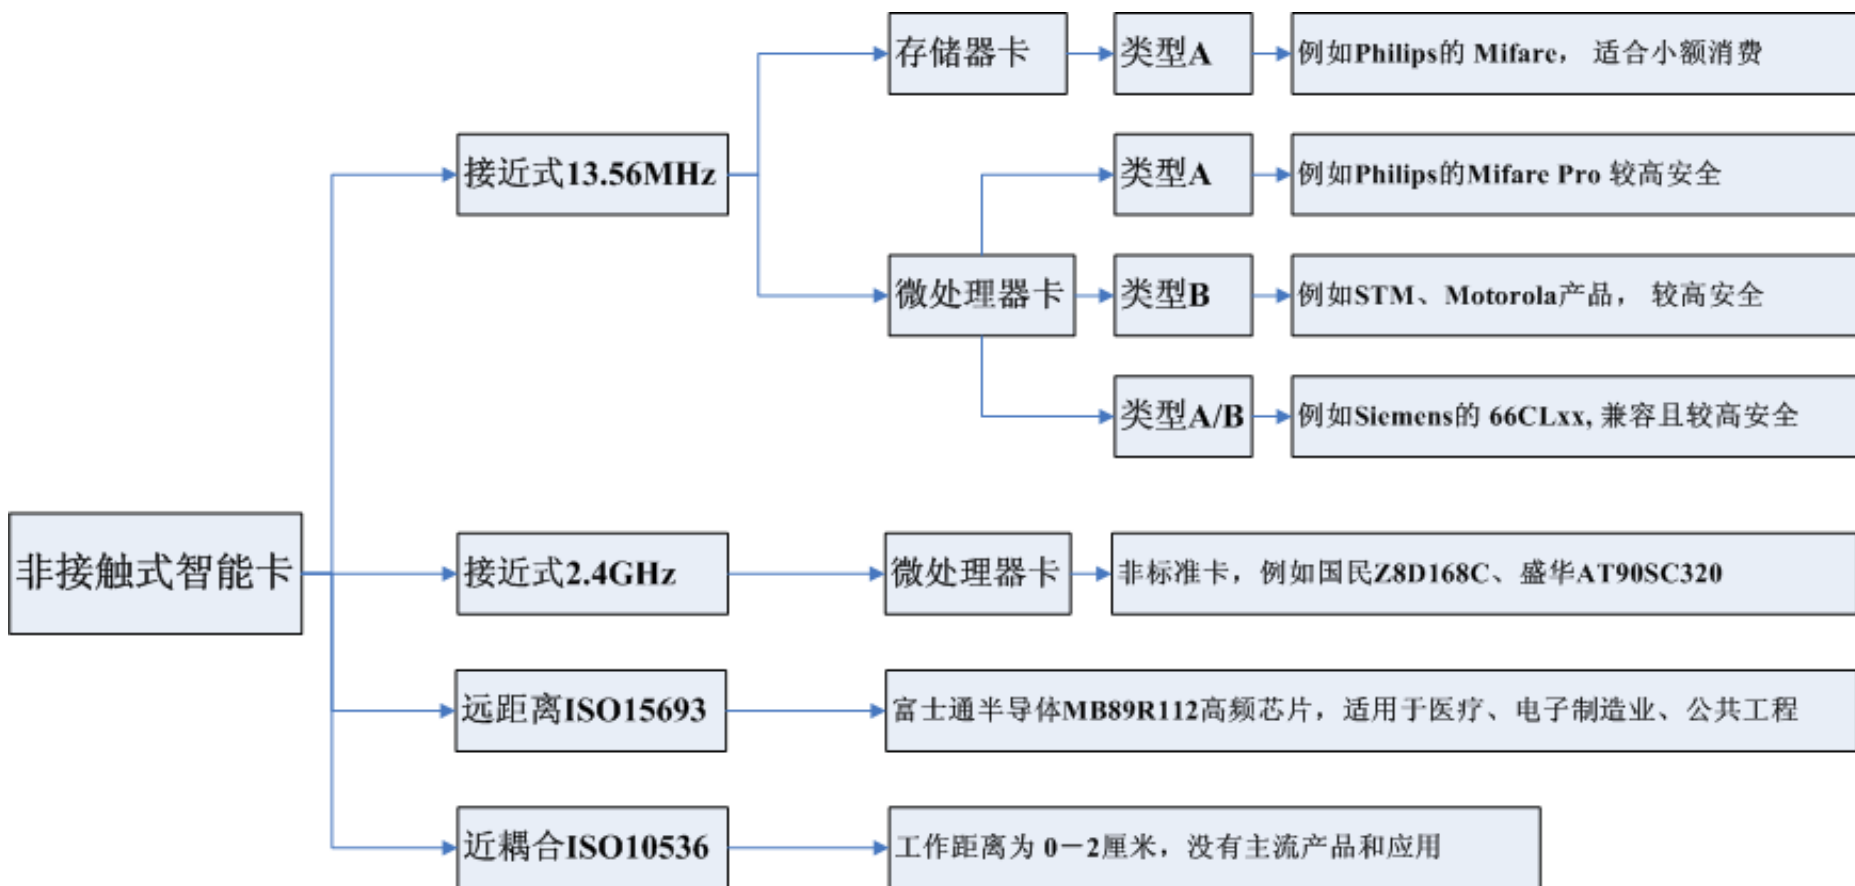 存储器卡
类型A
例如Philips的 Mifare， 适合小额消费
接近式13.56MHz
类型A
例如Philips的Mifare Pro 较高安全
微处理器卡
类型B
例如STM、Motorola产品， 较高安全
类型A/B
例如Siemens的 66CLxx, 兼容且较高安全
非接触式智能卡
接近式2.4GHz
微处理器卡
非标准卡，例如国民Z8D168C、盛华AT90SC320
远距离ISO15693
富士通半导体MB89R112高频芯片，适用于医疗、电子制造业、公共工程
近耦合ISO10536
工作距离为 0－2厘米，没有主流产品和应用